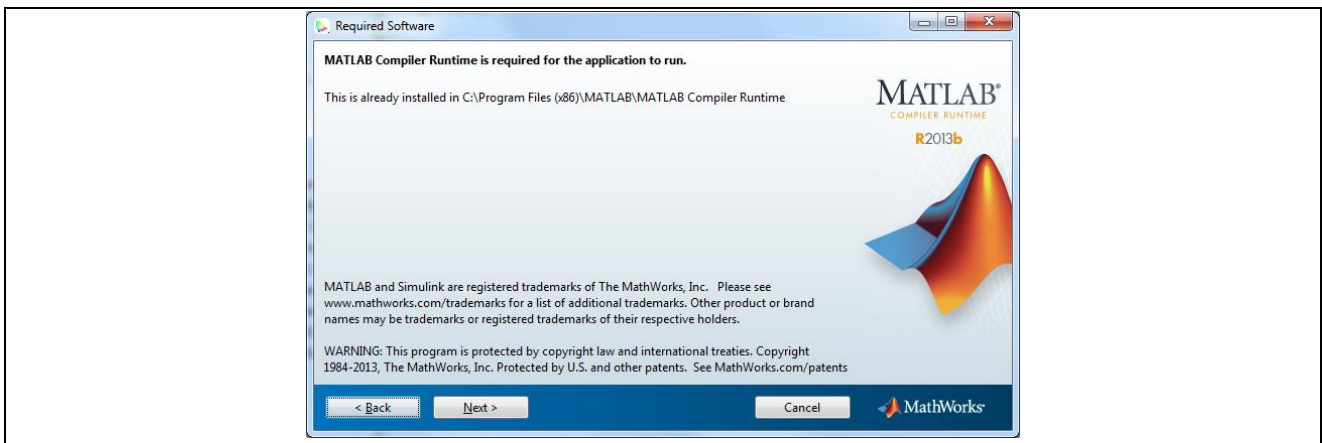 Required Software
MATLAB Compiler Runtime is required for the application to run.
This is already installed in C:\Program Files (x86)\MATLAB\MATLAB Compiler Runtime
MATLAB®
COMPILER RUNTIME
R2013b
MATLAB and Simulink are registered trademarks of The MathWorks, Inc. Please see
www.mathworks.com/trademarks for a list of additional trademarks. Other product or brand
names may be trademarks or registered trademarks of their respective holders.
WARNING: This program is protected by copyright law and international treaties. Copyright
1984-2013, The MathWorks, Inc. Protected by U.S. and other patents. See MathWorks.com/patents
< Back
Next >
Cancel
MathWorks®